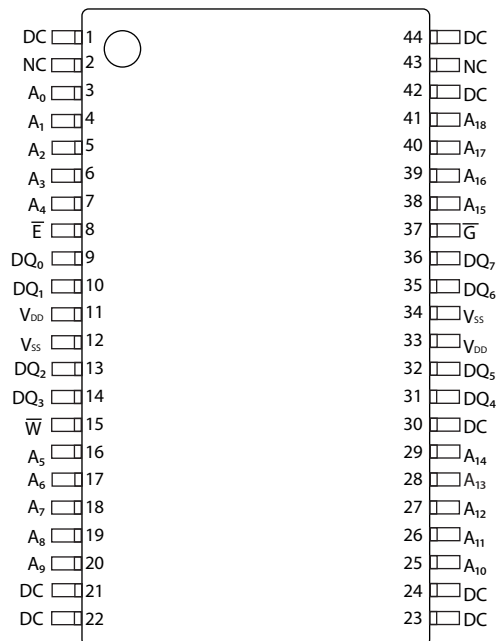 DC 1 44 DC
NC 2 43 NC
A₀ 3 42 DC
A₁ 4 41 A₁₈
A₂ 5 40 A₁₇
A₃ 6 39 A₁₆
A₄ 7 38 A₁₅
E̅ 8 37 G̅
DQ₀ 9 36 DQ₇
DQ₁ 10 35 DQ₆
V_DD 11 34 V_SS
V_SS 12 33 V_DD
DQ₂ 13 32 DQ₅
DQ₃ 14 31 DQ₄
W̅ 15 30 DC
A₅ 16 29 A₁₄
A₆ 17 28 A₁₃
A₇ 18 27 A₁₂
A₈ 19 26 A₁₁
A₉ 20 25 A₁₀
DC 21 24 DC
DC 22 23 DC